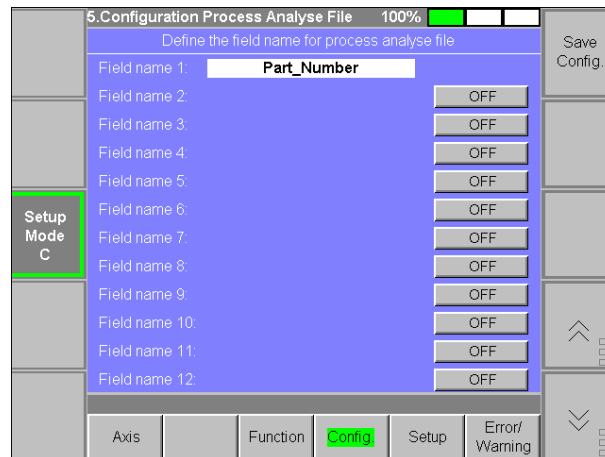 5.Configuration Process Analyse File 100%
Define the field name for process analyse file
Field name 1: Part_Number
Field name 2: OFF
Field name 3: OFF
Field name 4: OFF
Field name 5: OFF
Field name 6: OFF
Field name 7: OFF
Field name 8: OFF
Field name 9: OFF
Field name 10: OFF
Field name 11: OFF
Field name 12: OFF
Setup
Mode
C
Save
Config.
Axis
Function
Config.
Setup
Error/
Warning